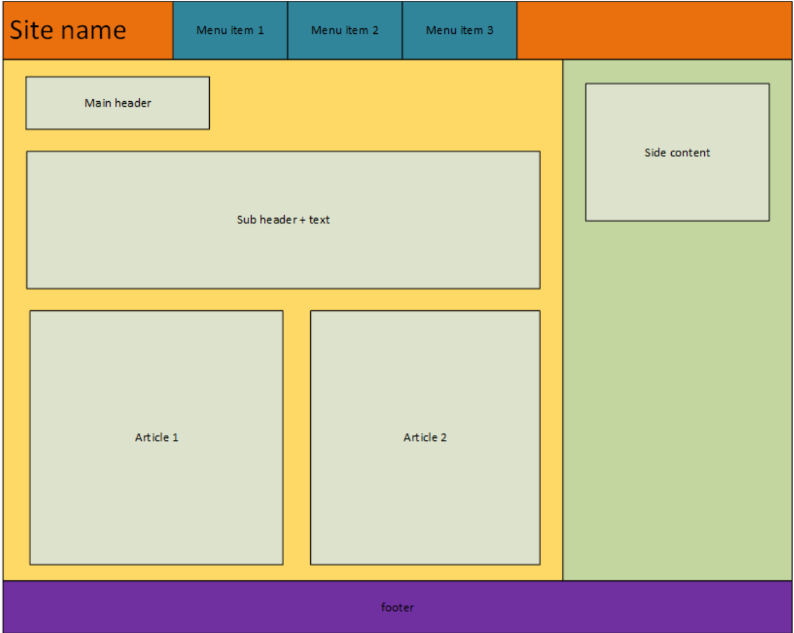 Site name
Menu item 1
Menu item 2
Menu item 3
Main header
Side content
Sub header + text
Article 1
Article 2
footer